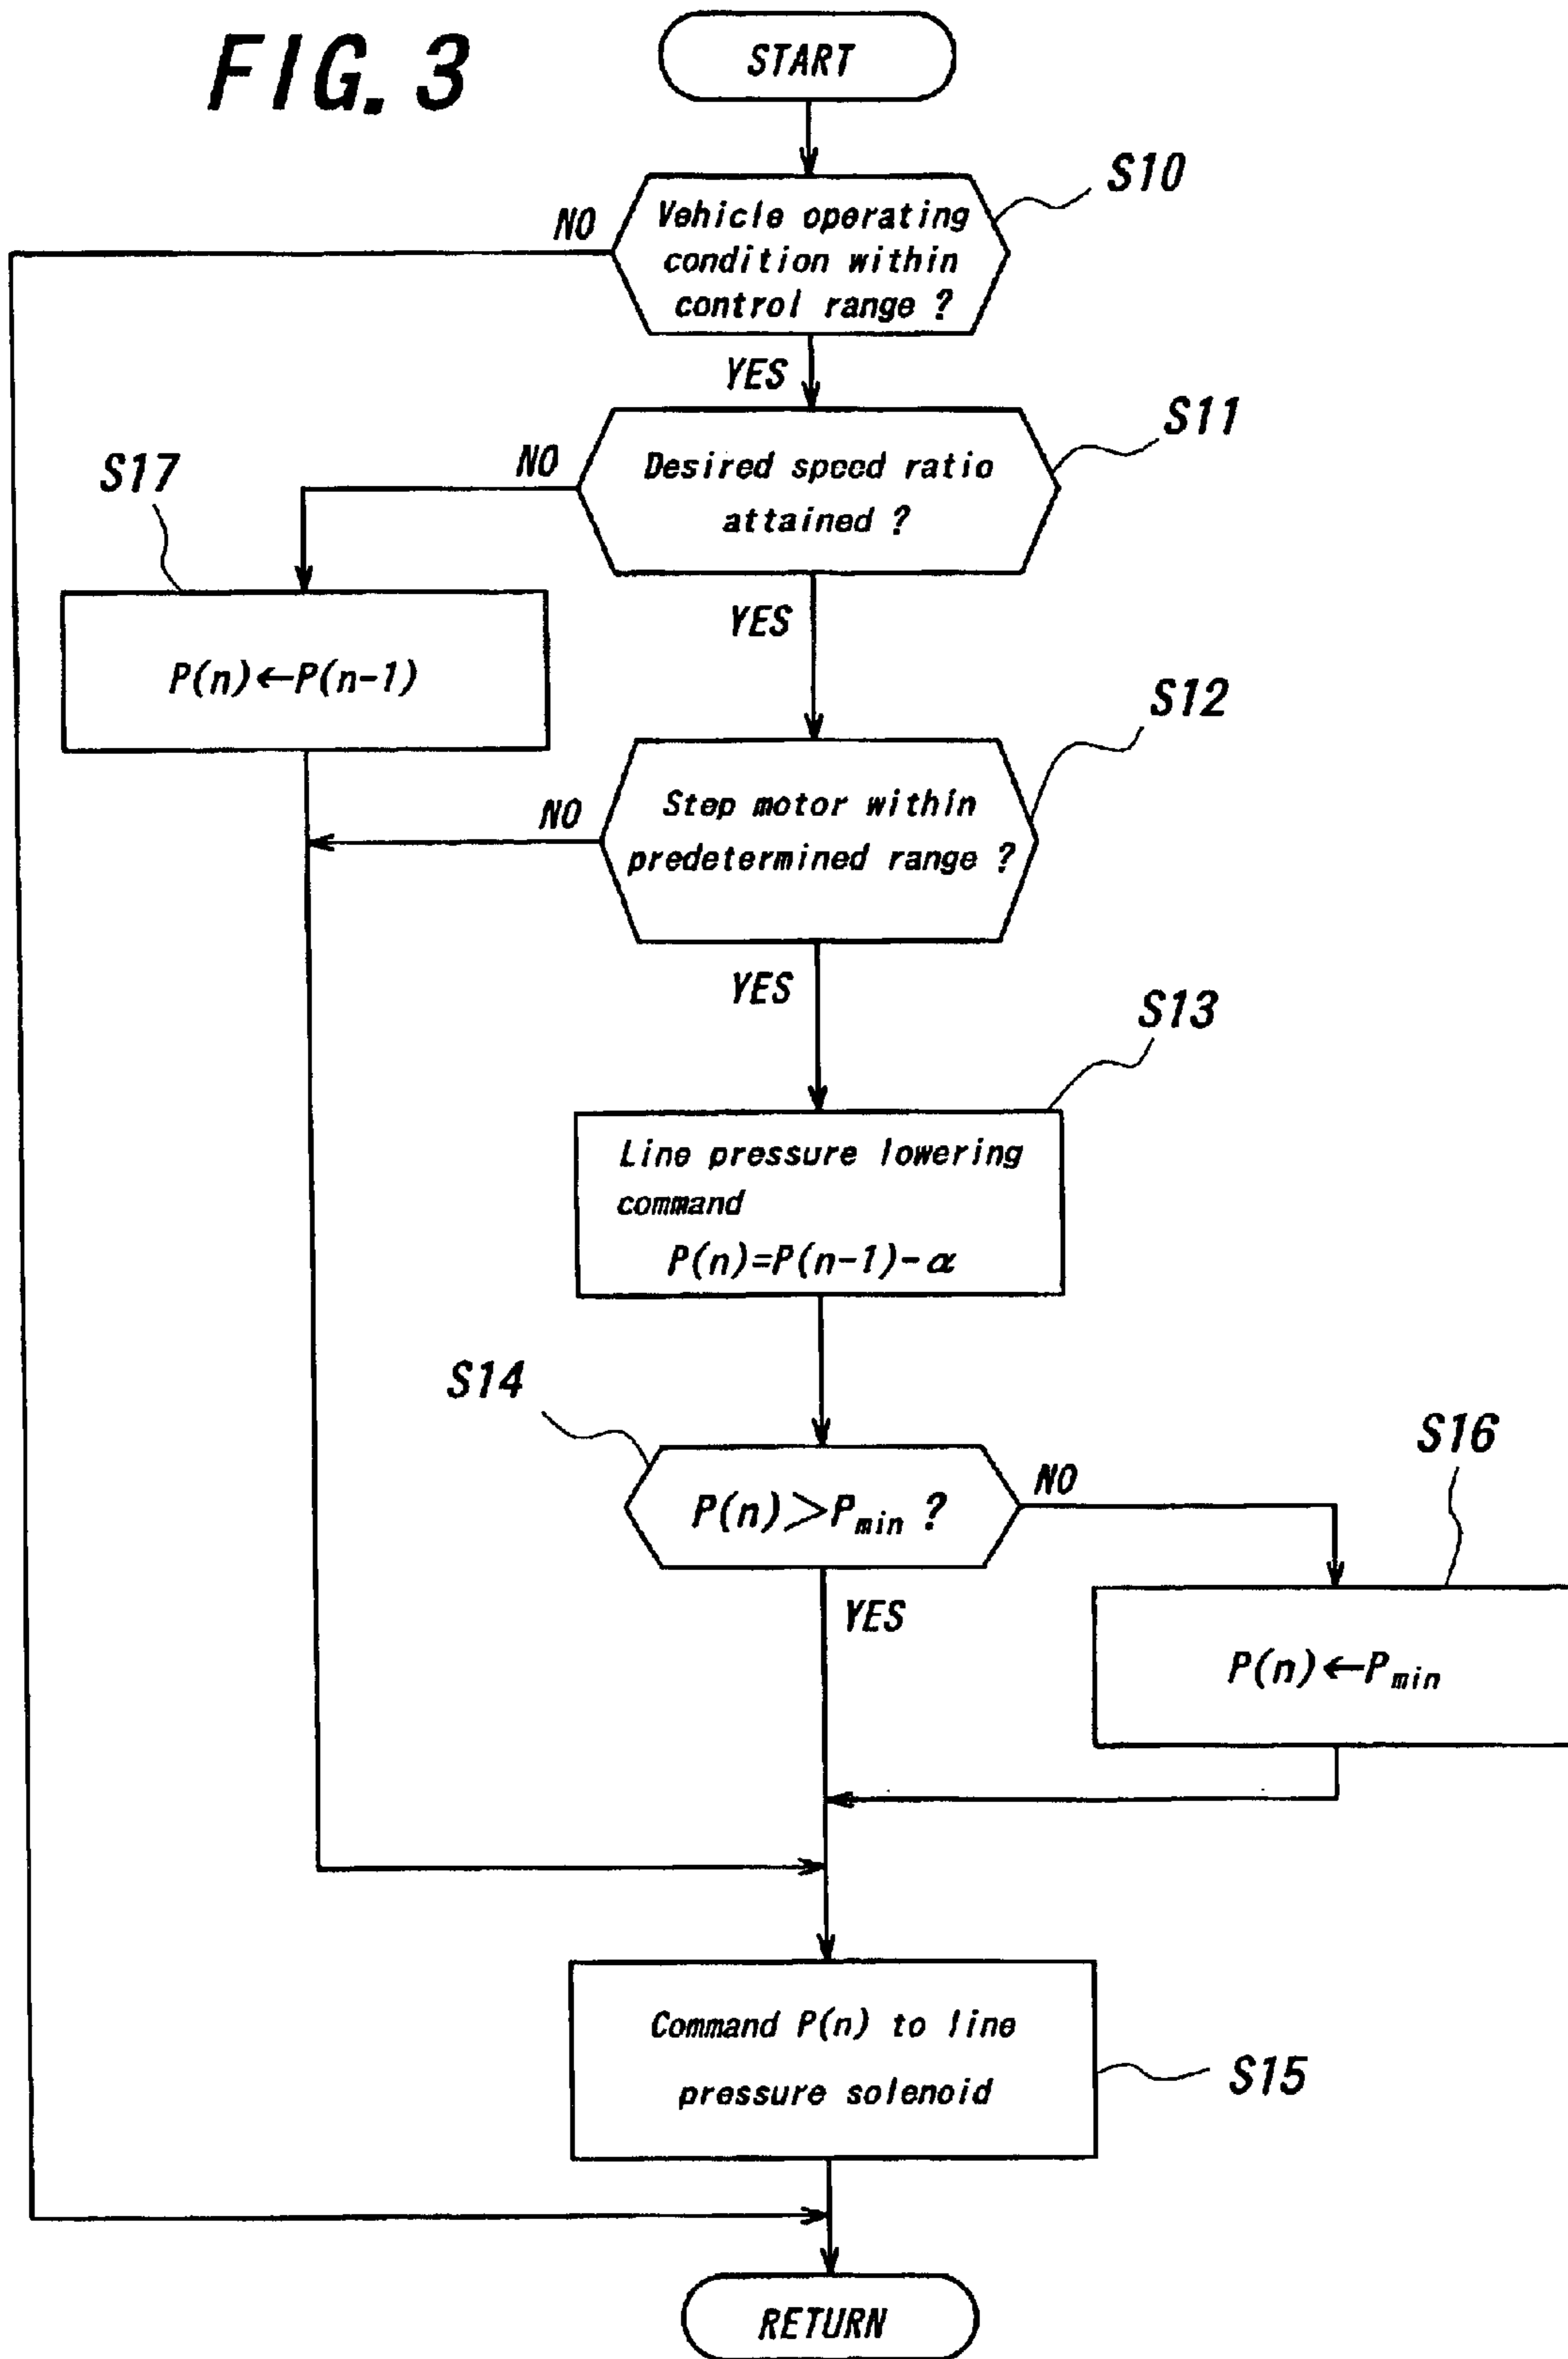 FIG. 3
START
S10
NO
Vehicle operating
condition within
control range ?
YES
S11
NO
Desired speed ratio
attained ?
S17
YES
P(n)←P(n-1)
S12
NO
Step motor within
predetermined range ?
YES
S13
Line pressure lowering
command
P(n)=P(n-1)-α
S14
S16
NO
P(n)>Pmin ?
YES
P(n)←Pmin
Command P(n) to line
pressure solenoid
S15
RETURN